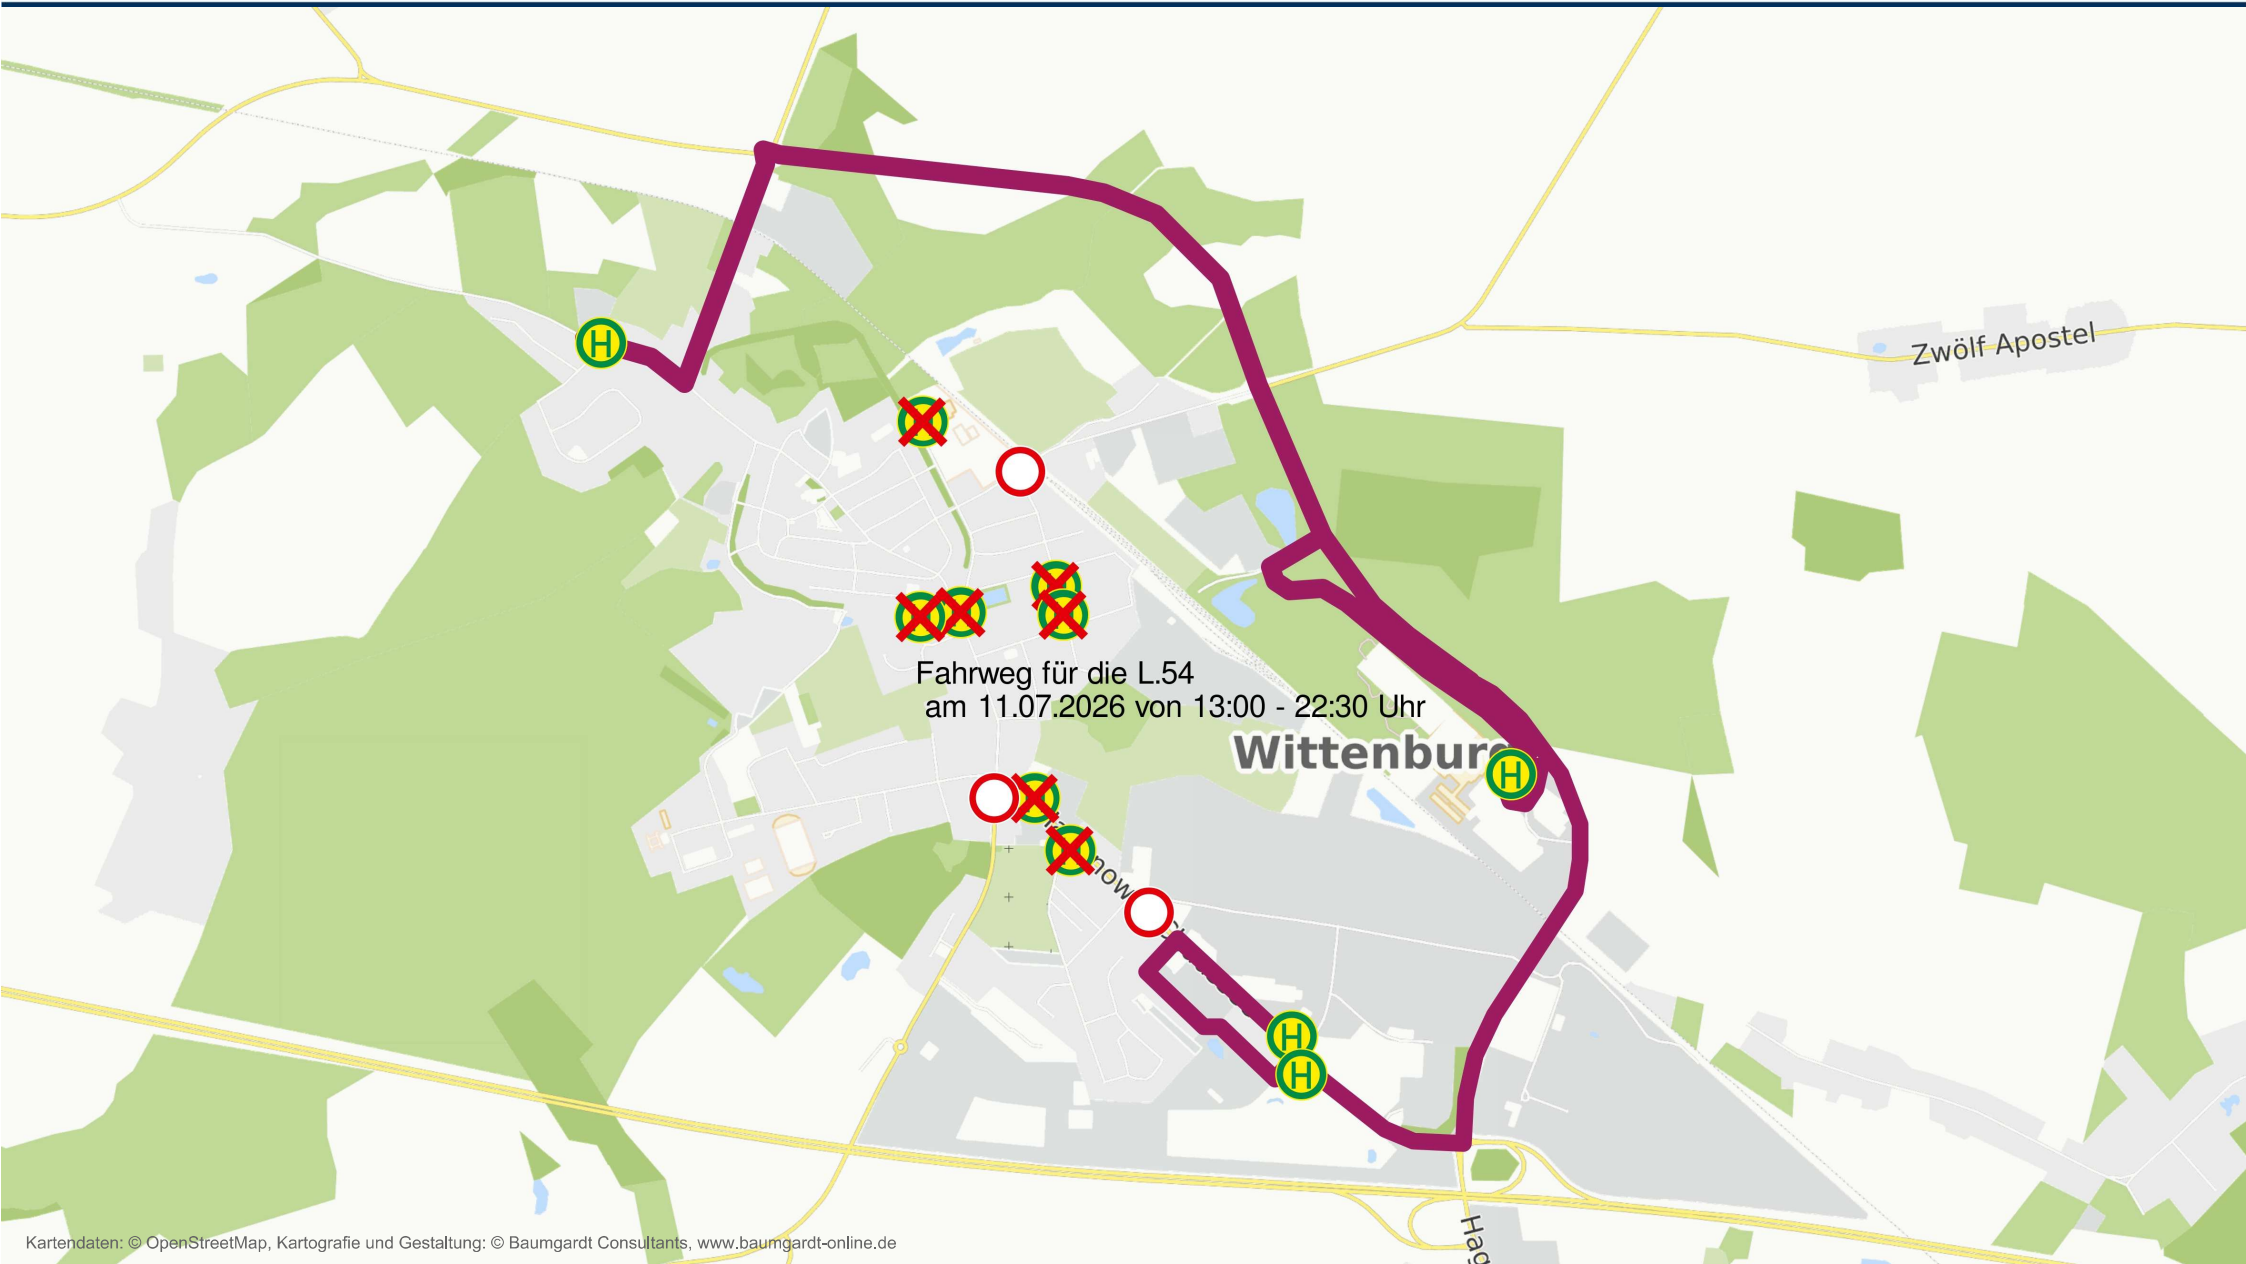 Zwölf Apostel
Fahrweg für die L.54
am 11.07.2026 von 13:00 - 22:30 Uhr
H
H
H
H
Kartendaten: © OpenStreetMap, Kartografie und Gestaltung: © Baumgardt Consultants, www.baumgardt-online.de